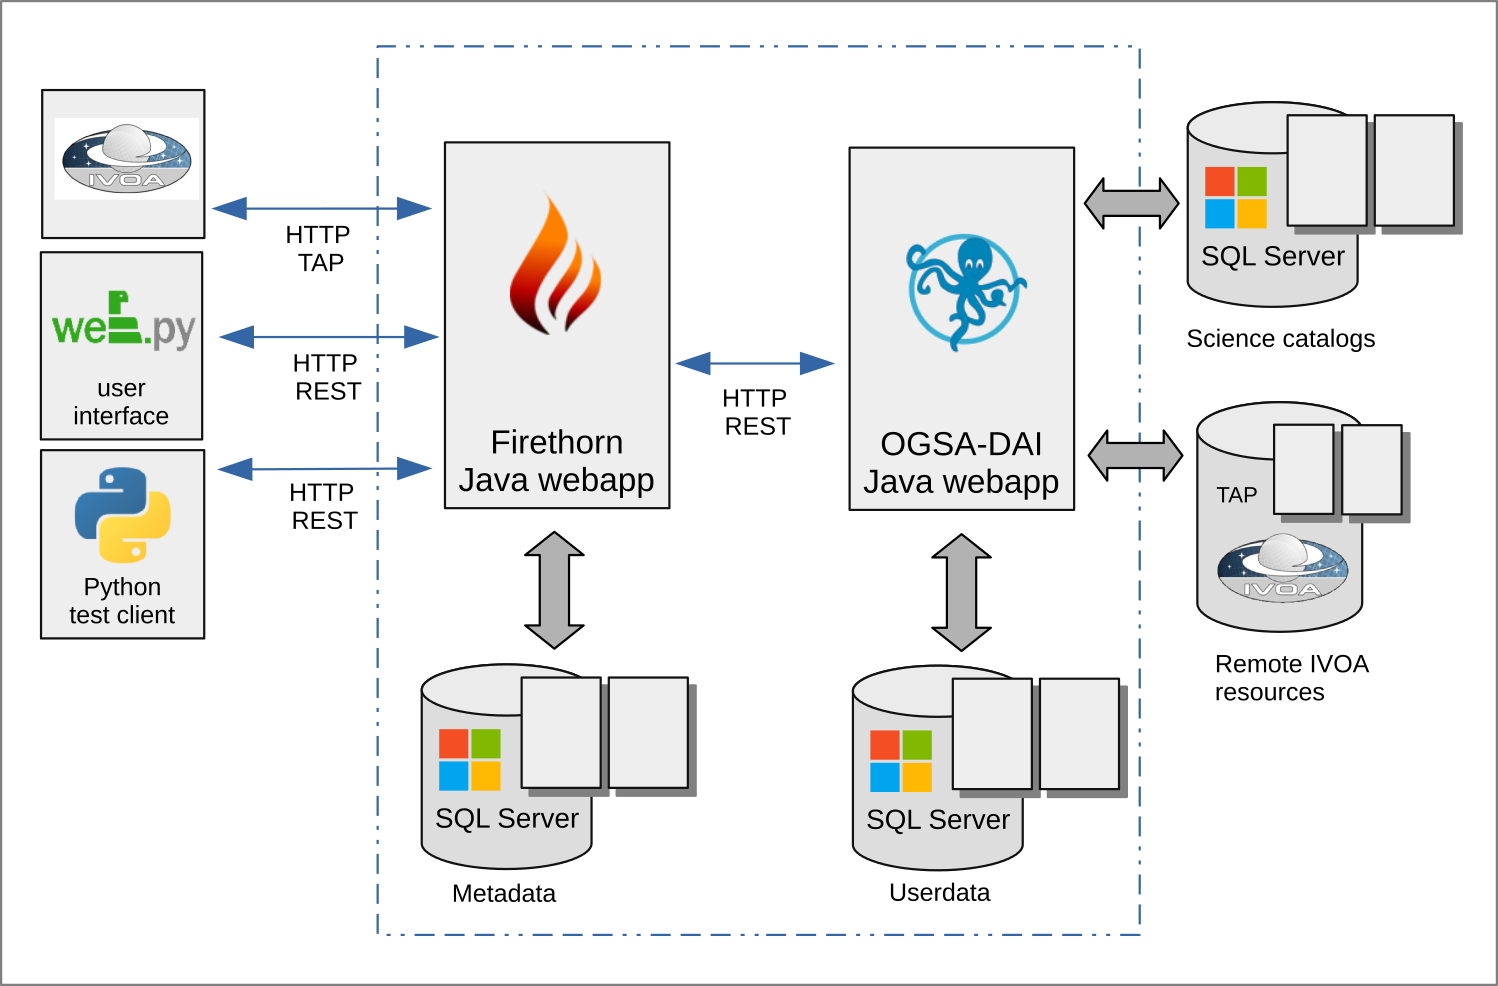 IVOA
HTTP
TAP
web.py
user
interface
HTTP
REST
Python
test client
HTTP
REST
Firethorn
Java webapp
HTTP
REST
OGSA-DAI
Java webapp
SQL Server
Science catalogs
TAP
IVOA
Remote IVOA
resources
SQL Server
Metadata
SQL Server
Userdata